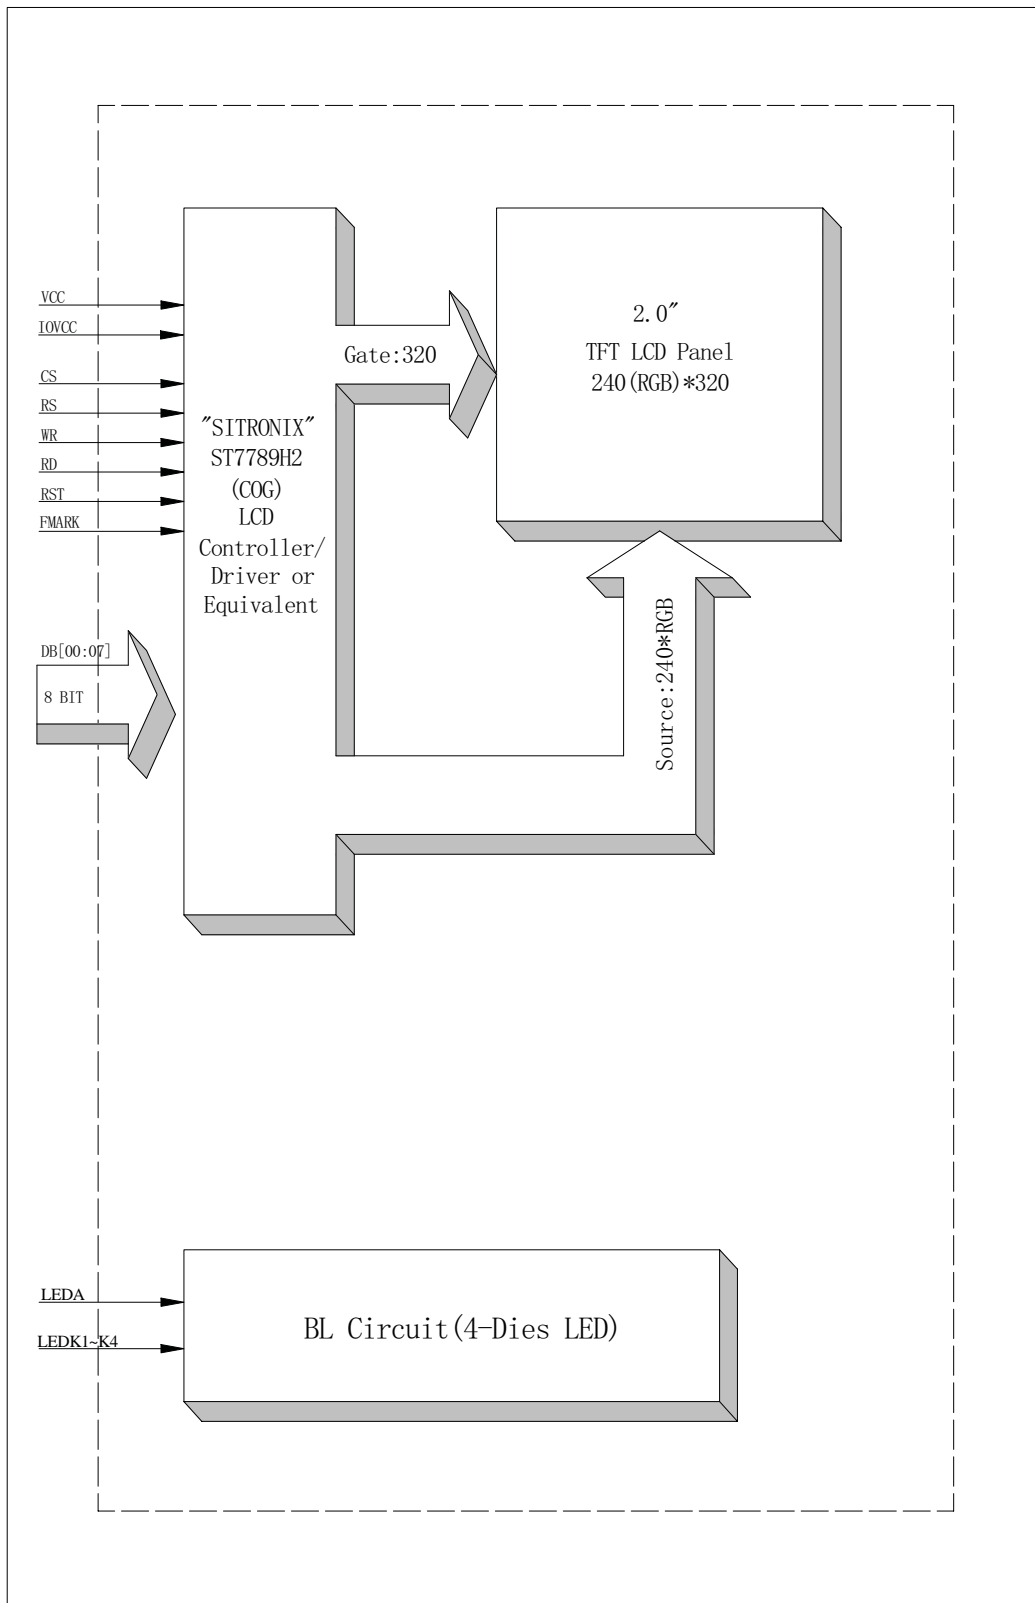 VCC
IOVCC
CS
RS
WR
RD
RST
FMARK
DB[00:07]
8 BIT
"SITRONIX"
ST7789H2
(COG)
LCD
Controller/
Driver or
Equivalent
Gate:320
2.0"
TFT LCD Panel
240(RGB)*320
Source:240*RGB
LEDA
LEDK1~K4
BL Circuit(4-Dies LED)